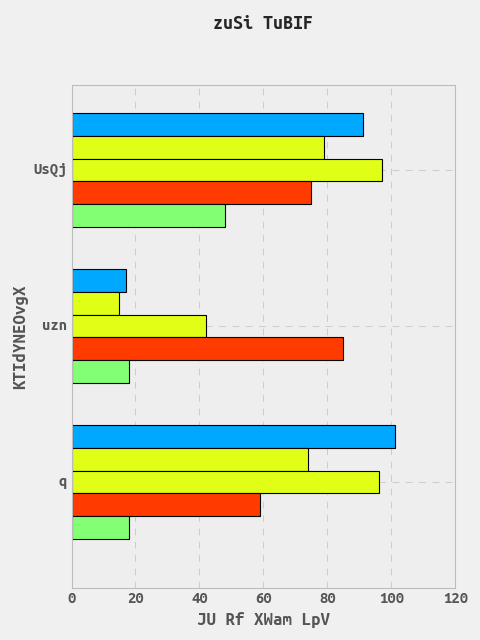 zuSi TuBIF
KTIdYNEOvgX
UsQj
uzn
q
0 20 40 60 80 100 120
JU Rf XWam LpV